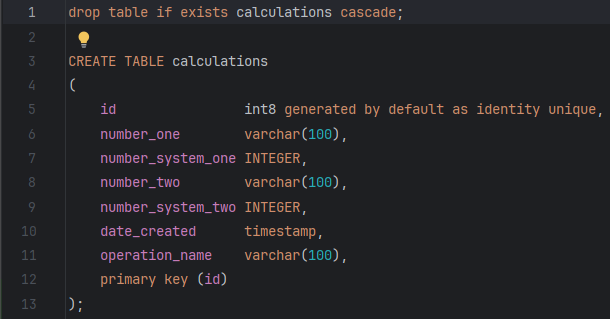 1 drop table if exists calculations cascade;
2
3 CREATE TABLE calculations
4 (
5 id int8 generated by default as identity unique,
6 number_one varchar(100),
7 number_system_one INTEGER,
8 number_two varchar(100),
9 number_system_two INTEGER,
10 date_created timestamp,
11 operation_name varchar(100),
12 primary key (id)
13 );